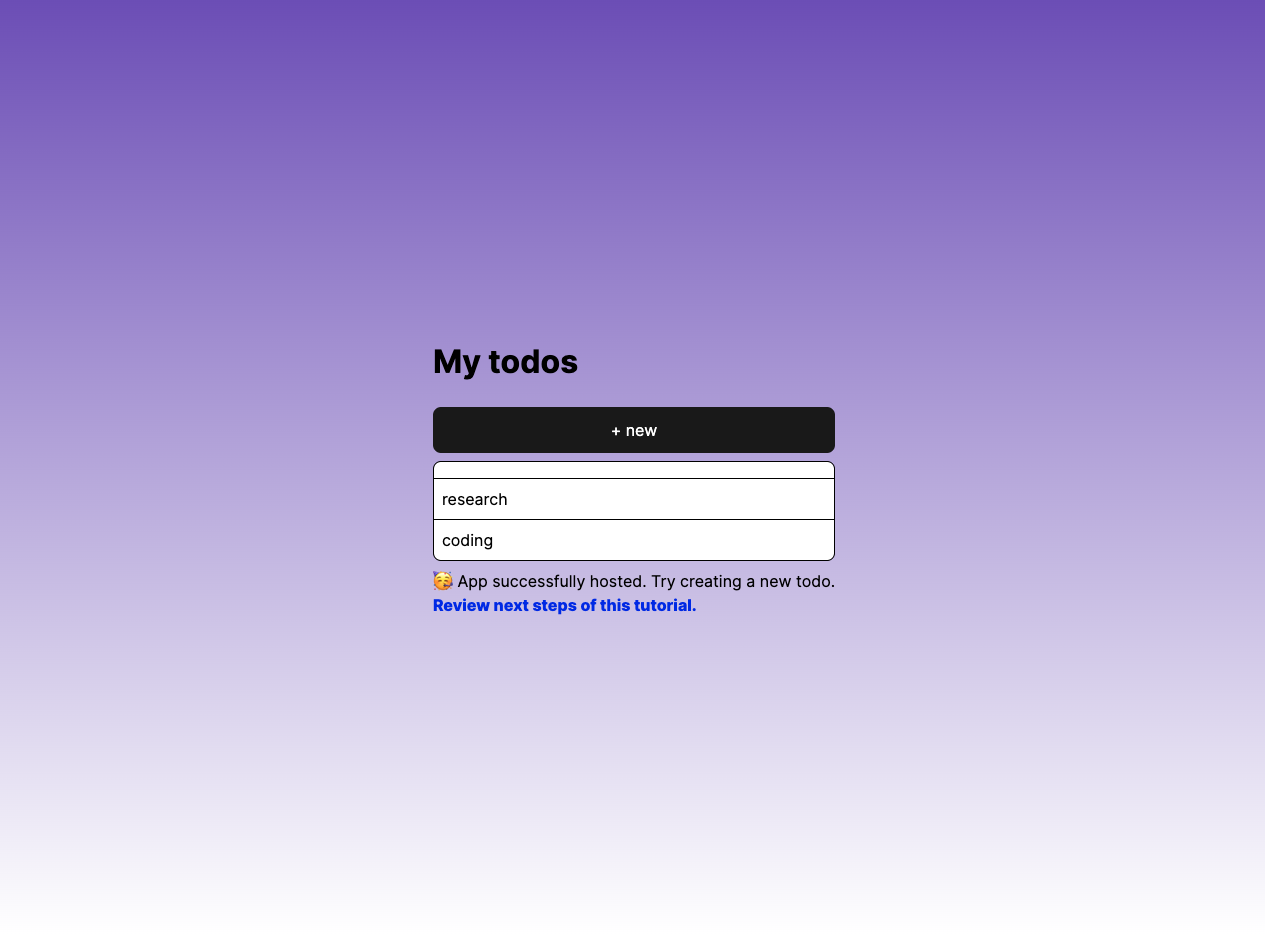 My todos
+ new
research
coding
🥳 App successfully hosted. Try creating a new todo.
Review next steps of this tutorial.